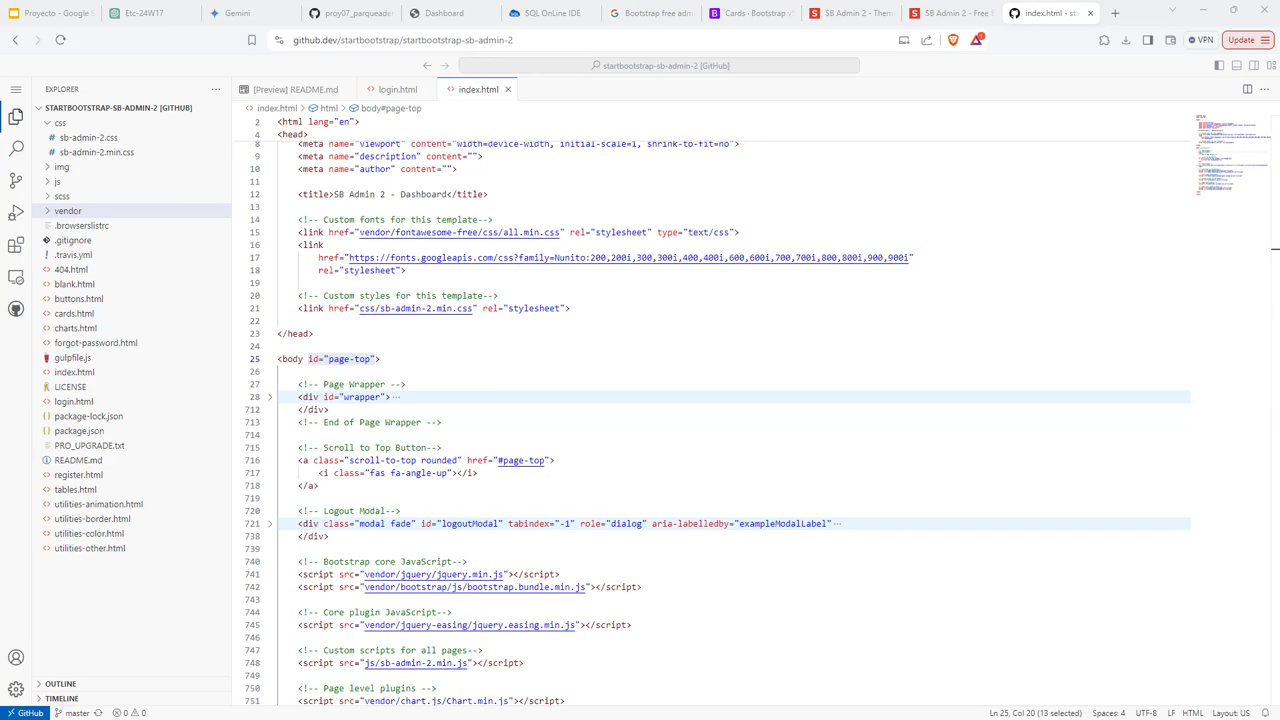 Proyecto - Google S
Etc-24W17
Gemini
proy07_parqueader
Dashboard
SQL OnLine IDE
Bootstrap free adm
Cards · Bootstrap v
SB Admin 2 - Them
SB Admin 2 - Free B
index.html - sta
github.dev/startbootstrap/startbootstrap-sb-admin-2
VPN
Update
startbootstrap-sb-admin-2 [GitHub]
EXPLORER
STARTBOOTSTRAP-SB-ADMIN-2 [GITHUB]
css
sb-admin-2.css
sb-admin-2.min.css
img
js
scss
vendor
.browserslistrc
.gitignore
.travis.yml
404.html
blank.html
buttons.html
cards.html
charts.html
forgot-password.html
gulpfile.js
index.html
LICENSE
login.html
package-lock.json
package.json
PRO_UPGRADE.txt
README.md
register.html
tables.html
utilities-animation.html
utilities-border.html
utilities-color.html
utilities-other.html
OUTLINE
TIMELINE
[Preview] README.md
login.html
index.html
index.html > html > body#page-top
2 <html lang="en">
4 <head>
8 <meta name="viewport" content="width=device-width, initial-scale=1, shrink-to-fit=no">
9 <meta name="description" content="">
10 <meta name="author" content="">
11
12 <title>SB Admin 2 - Dashboard</title>
13
14 <!-- Custom fonts for this template-->
15 <link href="vendor/fontawesome-free/css/all.min.css" rel="stylesheet" type="text/css">
16 <link
17 href="https://fonts.googleapis.com/css?family=Nunito:200,200i,300,300i,400,400i,600,600i,700,700i,800,800i,900,900i"
18 rel="stylesheet">
19
20 <!-- Custom styles for this template-->
21 <link href="css/sb-admin-2.min.css" rel="stylesheet">
22
23 </head>
24
25 <body id="page-top">
26
27 <!-- Page Wrapper -->
28 <div id="wrapper">…
712 </div>
713 <!-- End of Page Wrapper -->
714
715 <!-- Scroll to Top Button-->
716 <a class="scroll-to-top rounded" href="#page-top">
717 <i class="fas fa-angle-up"></i>
718 </a>
719
720 <!-- Logout Modal-->
721 <div class="modal fade" id="logoutModal" tabindex="-1" role="dialog" aria-labelledby="exampleModalLabel"…
738 </div>
739
740 <!-- Bootstrap core JavaScript-->
741 <script src="vendor/jquery/jquery.min.js"></script>
742 <script src="vendor/bootstrap/js/bootstrap.bundle.min.js"></script>
743
744 <!-- Core plugin JavaScript-->
745 <script src="vendor/jquery-easing/jquery.easing.min.js"></script>
746
747 <!-- Custom scripts for all pages-->
748 <script src="js/sb-admin-2.min.js"></script>
749
750 <!-- Page level plugins -->
751 <script src="vendor/chart.js/Chart.min.js"></script>
GitHub
master
0 0
Ln 25, Col 20 (13 selected)
Spaces: 4
UTF-8
LF
HTML
Layout: US